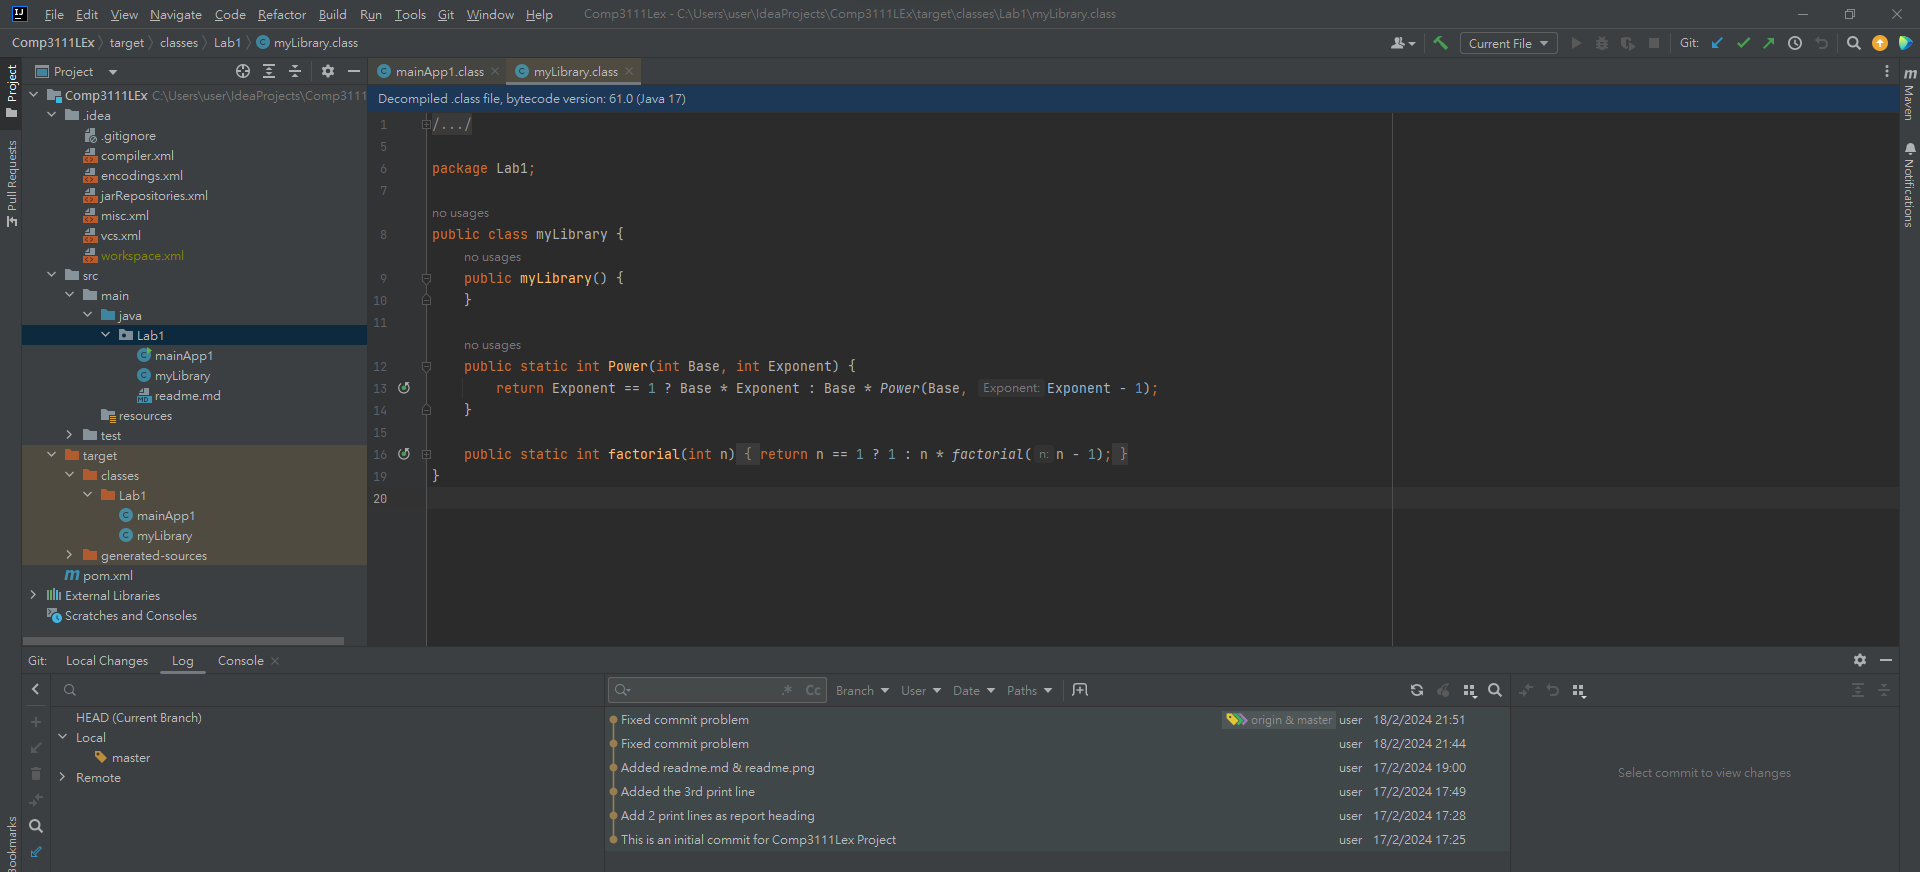 File Edit View Navigate Code Refactor Build Run Tools Git Window Help Comp3111Lex - C:\Users\user\IdeaProjects\Comp3111LEx\target\classes\Lab1\myLibrary.class
Comp3111LEx target classes Lab1 myLibrary.class Current File Git:
Project
mainApp1.class myLibrary.class
Decompiled .class file, bytecode version: 61.0 (Java 17)
Project
Pull Requests
Bookmarks
Maven
Notifications
Comp3111LEx C:\Users\user\IdeaProjects\Comp3111
.idea
.gitignore
compiler.xml
encodings.xml
jarRepositories.xml
misc.xml
vcs.xml
workspace.xml
src
main
java
Lab1
mainApp1
myLibrary
readme.md
resources
test
target
classes
Lab1
mainApp1
myLibrary
generated-sources
pom.xml
External Libraries
Scratches and Consoles
1 /.../
5
6 package Lab1;
7
no usages
8 public class myLibrary {
no usages
9 public myLibrary() {
10 }
11
no usages
12 public static int Power(int Base, int Exponent) {
13 return Exponent == 1 ? Base * Exponent : Base * Power(Base, Exponent: Exponent - 1);
14 }
15
16 public static int factorial(int n) { return n == 1 ? 1 : n * factorial( n: n - 1); }
19 }
20
Git: Local Changes Log Console
Cc Branch User Date Paths
HEAD (Current Branch)
Local
master
Remote
Fixed commit problem origin & master user 18/2/2024 21:51
Fixed commit problem user 18/2/2024 21:44
Added readme.md & readme.png user 17/2/2024 19:00
Added the 3rd print line user 17/2/2024 17:49
Add 2 print lines as report heading user 17/2/2024 17:28
This is an initial commit for Comp3111Lex Project user 17/2/2024 17:25
Select commit to view changes